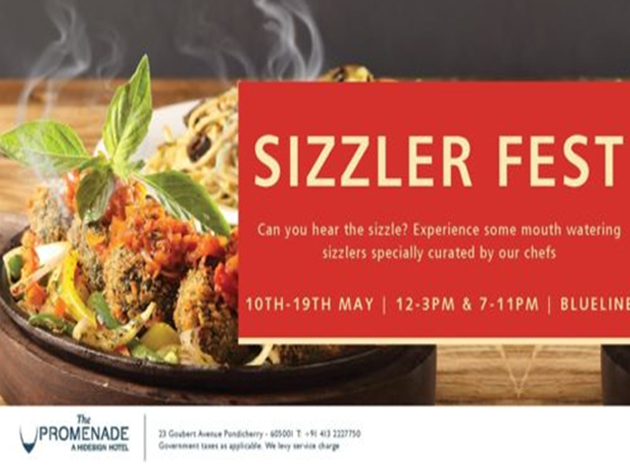 SIZZLER FEST
Can you hear the sizzle? Experience some mouth watering
sizzlers specially curated by our chefs
10TH-19TH MAY | 12-3PM & 7-11PM | BLUELINE
The
PROMENADE
A HIDESIGN HOTEL
23 Goubert Avenue Pondicherry - 605001 T: +91 413 2227750
Government taxes as applicable. We levy service charge